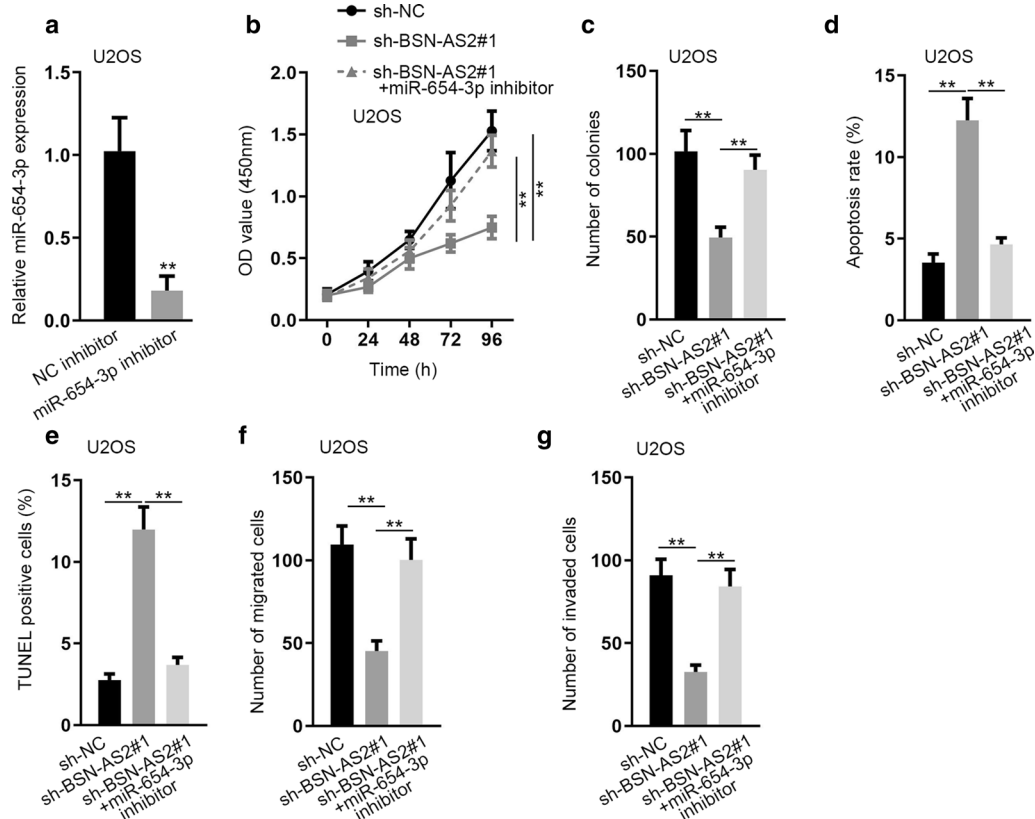 a
U2OS
Relative miR-654-3p expression
1.5
1.0
0.5
0.0
**
NC inhibitor
miR-654-3p inhibitor
b
sh-NC
sh-BSN-AS2#1
sh-BSN-AS2#1
+miR-654-3p inhibitor
U2OS
OD value (450nm)
2.0
1.5
1.0
0.5
0.0
**
**
0 24 48 72 96
Time (h)
c
U2OS
Number of colonies
150
100
50
0
**
**
sh-NC
sh-BSN-AS2#1
sh-BSN-AS2#1
+miR-654-3p
inhibitor
d
U2OS
Apoptosis rate (%)
15
10
5
0
** **
sh-NC
sh-BSN-AS2#1
sh-BSN-AS2#1
+miR-654-3p
inhibitor
e
U2OS
TUNEL positive cells (%)
15
10
5
0
** **
sh-NC
sh-BSN-AS2#1
sh-BSN-AS2#1
+miR-654-3p
inhibitor
f
U2OS
Number of migrated cells
150
100
50
0
**
**
sh-NC
sh-BSN-AS2#1
sh-BSN-AS2#1
+miR-654-3p
inhibitor
g
U2OS
Number of invaded cells
150
100
50
0
**
**
sh-NC
sh-BSN-AS2#1
sh-BSN-AS2#1
+miR-654-3p
inhibitor